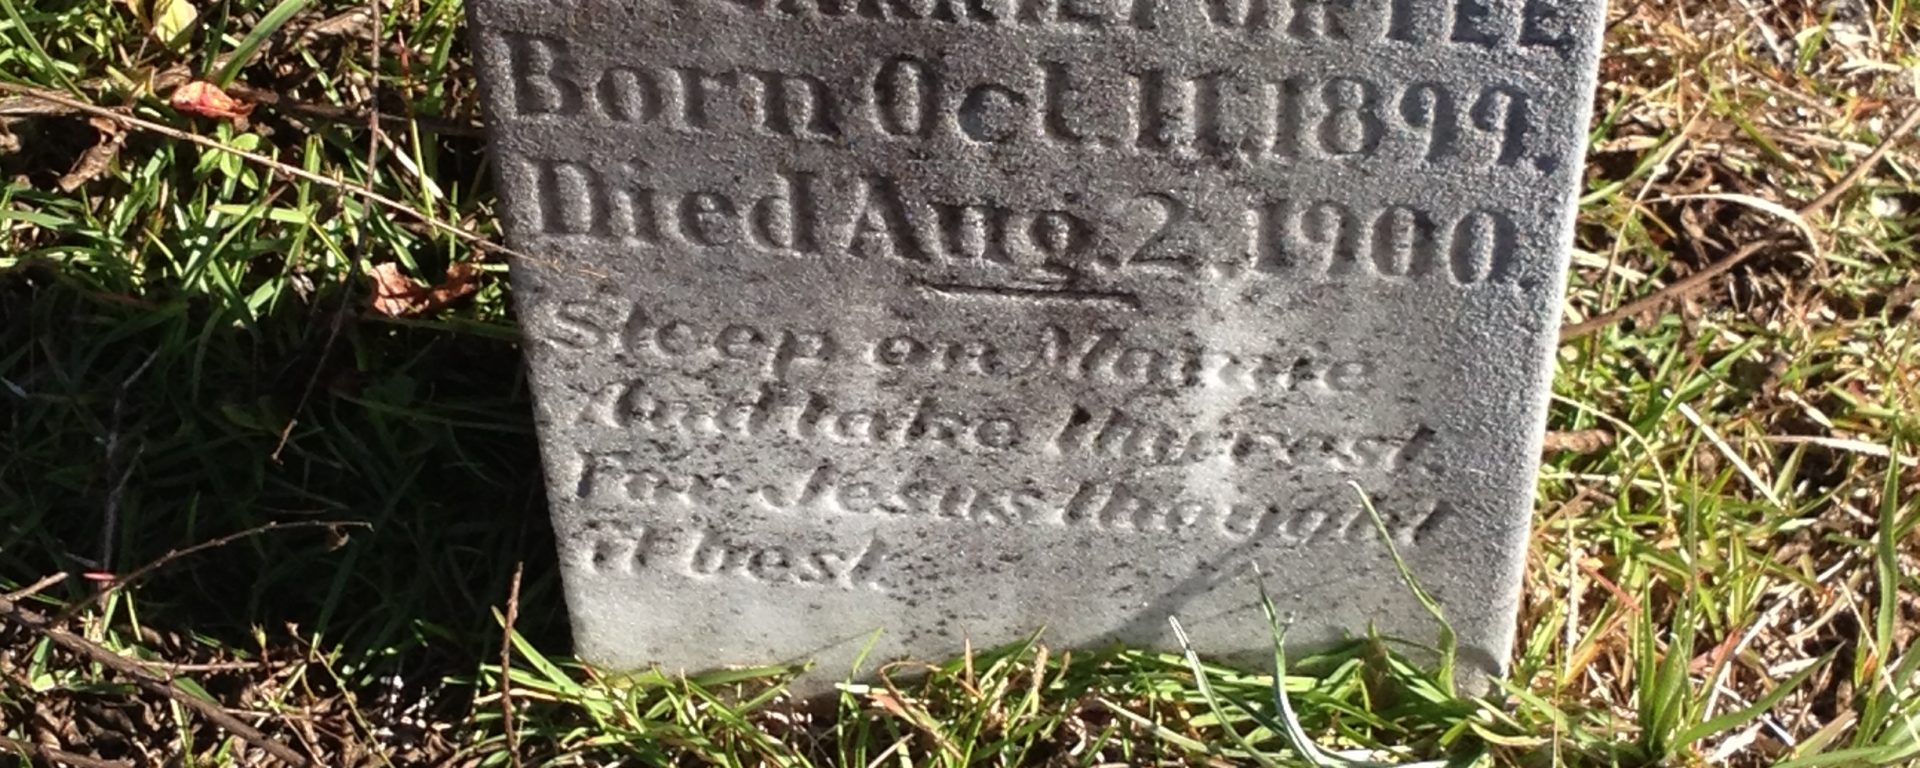 Born Oct. 11, 1899.
Died Aug. 2, 1900.
Sleep on Marrie
And take thy rest.
For Jesus thought
it best.